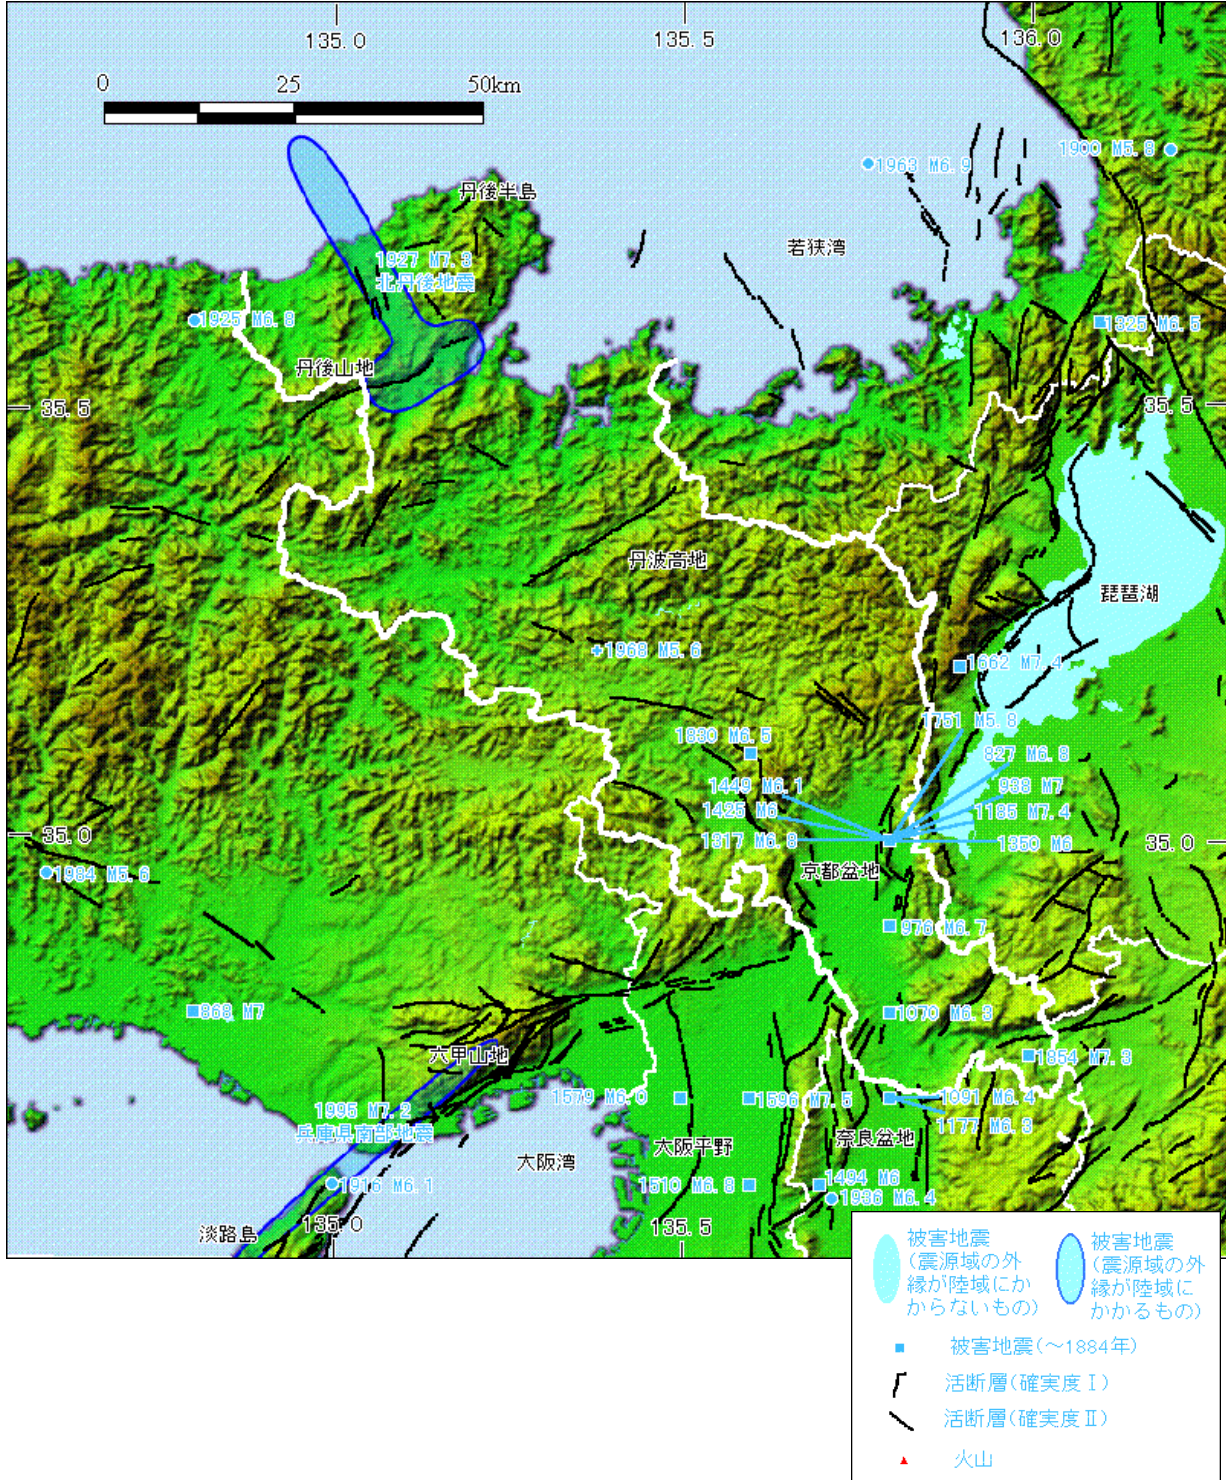 135.0
135.5
136.0
0
25
50km
1900 M5.8
1963 M6.9
丹後半島
若狭湾
1927 M7.3
北丹後地震
1925 M6.8
1325 M6.5
丹後山地
35.5
35.5
丹波高地
琵琶湖
1968 M5.6
1662 M7.4
1751 M5.8
1830 M6.5
827 M6.8
1449 M6.1
938 M7
1425 M6
1185 M7.4
35.0
1317 M6.8
1350 M6
35.0
1984 M5.6
京都盆地
976 M6.7
868 M7
1070 M6.3
六甲山地
1854 M7.3
1579 M6.0
1596 M7.5
1091 M6.4
1995 M7.2
1177 M6.3
兵庫県南部地震
大阪平野
奈良盆地
大阪湾
1916 M6.1
1510 M6.8
1494 M6
1936 M6.4
淡路島
135.0
135.5
被害地震
(震源域の外
縁が陸域にか
からないもの)
被害地震
(震源域の外
縁が陸域に
かかるもの)
被害地震(～1884年)
活断層(確実度Ⅰ)
活断層(確実度Ⅱ)
火山